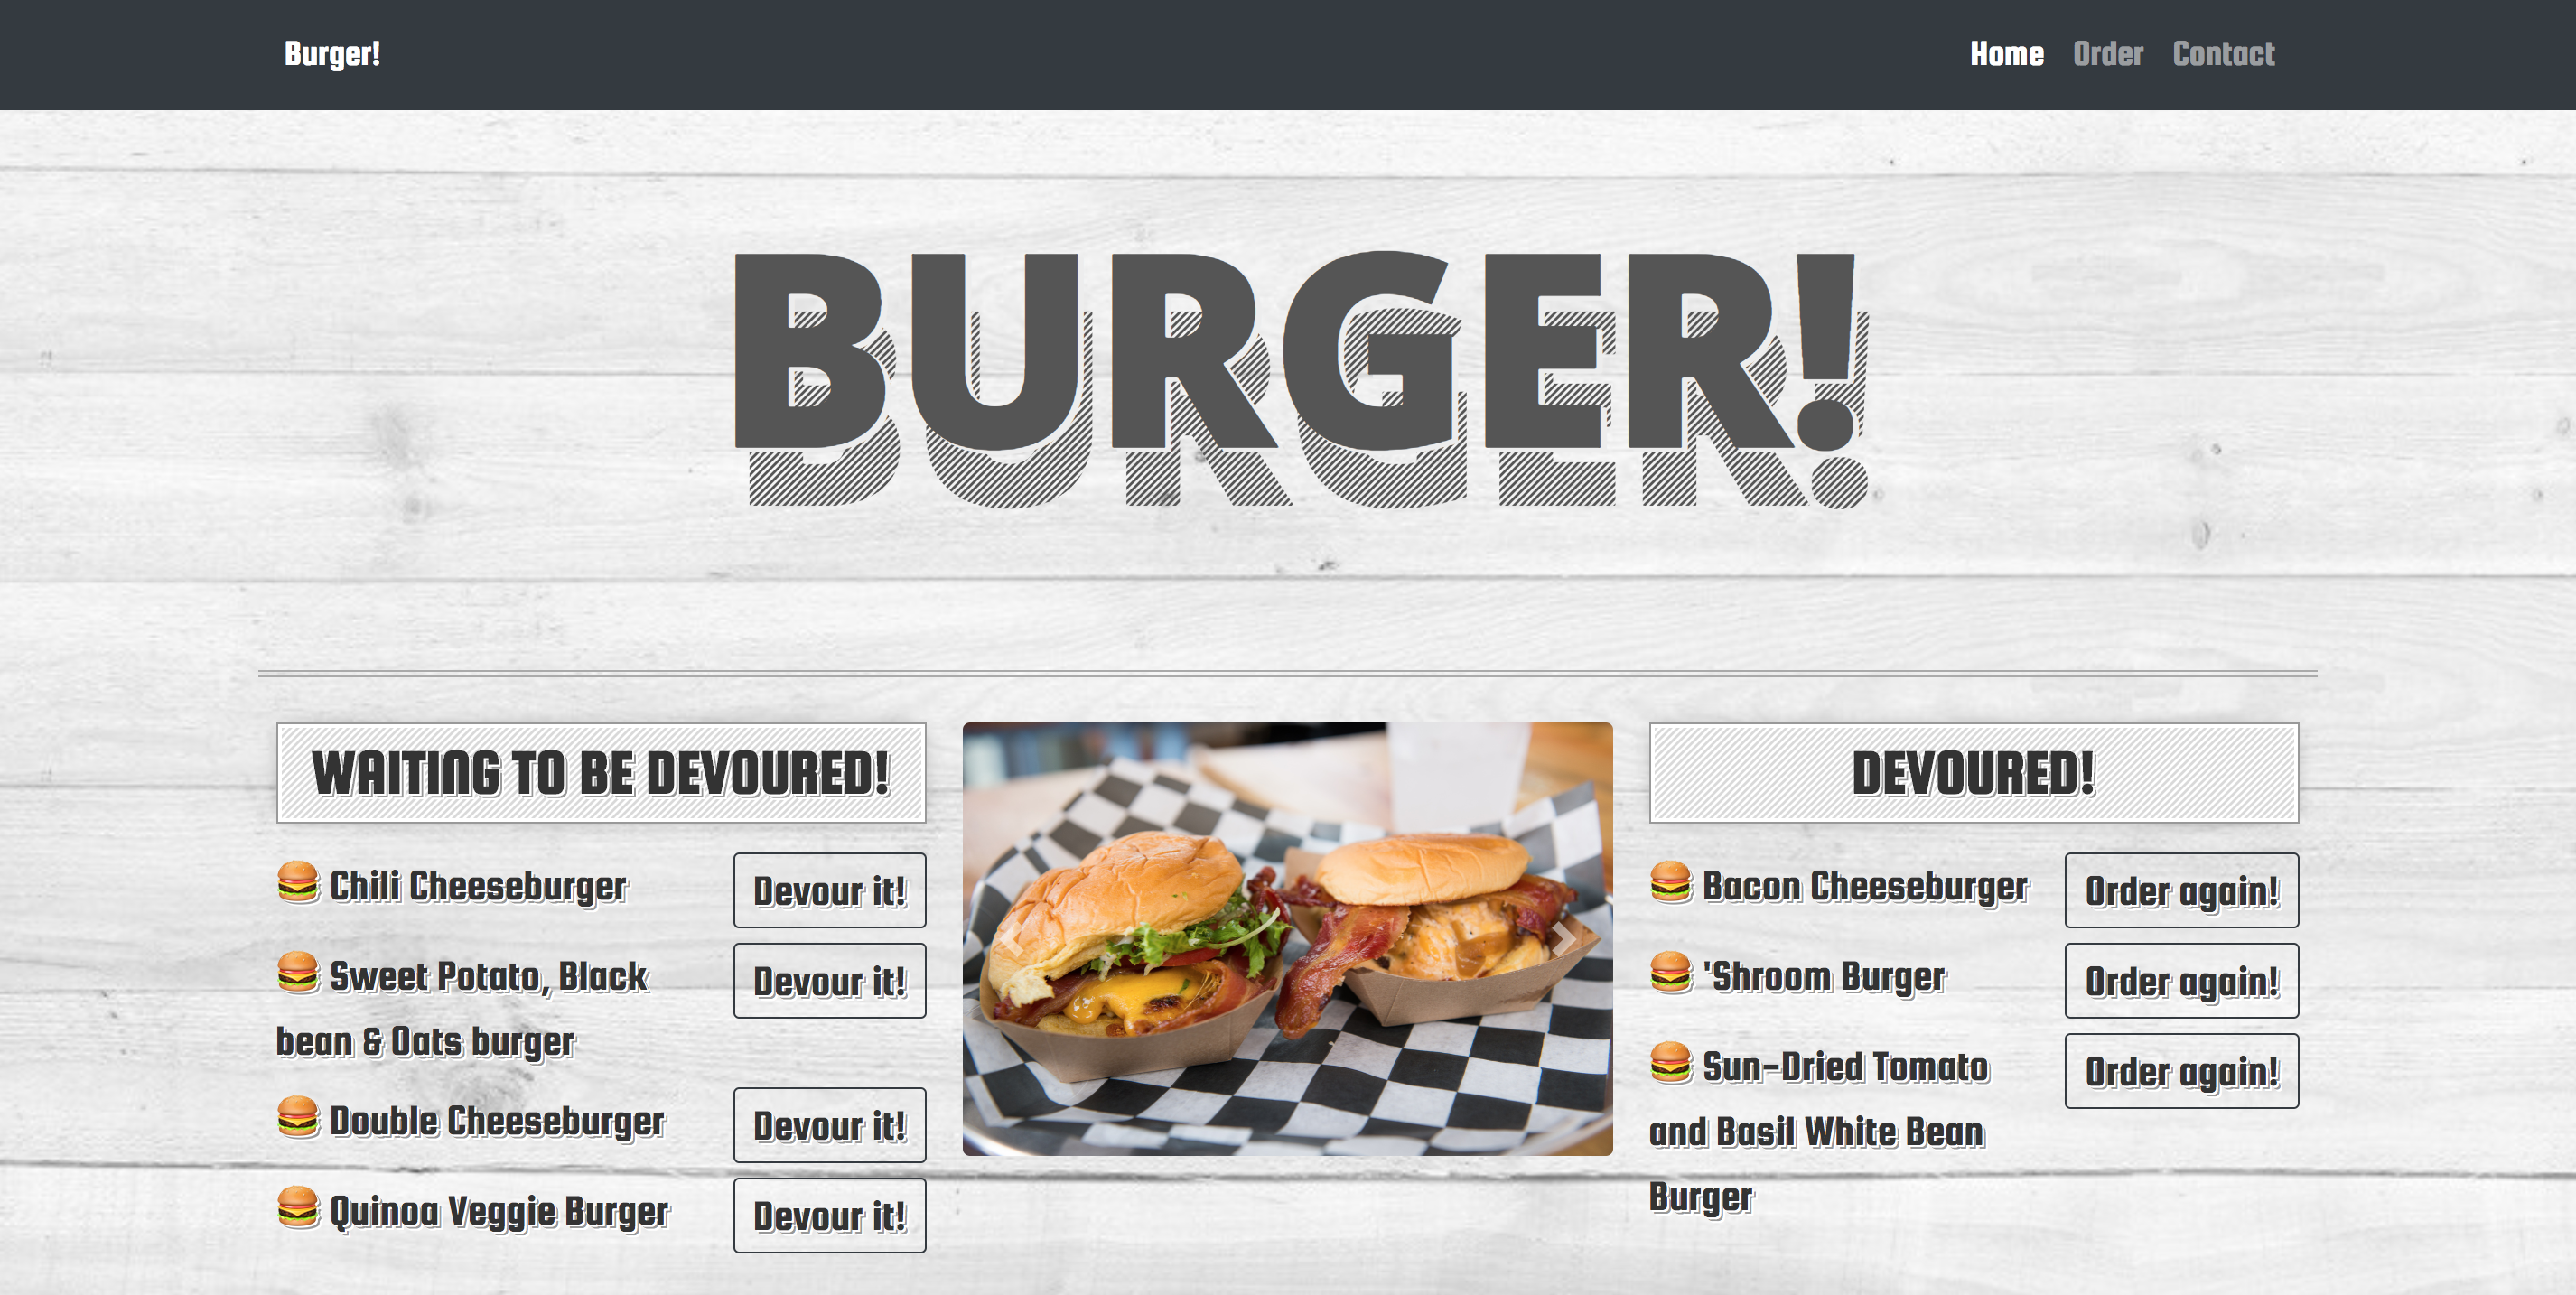 Burger!
Home Order Contact
BURGER!
WAITING TO BE DEVOURED!
Chili Cheeseburger
Devour it!
Sweet Potato, Black
bean & Oats burger
Devour it!
Double Cheeseburger
Devour it!
Quinoa Veggie Burger
Devour it!
DEVOURED!
Bacon Cheeseburger
Order again!
'Shroom Burger
Order again!
Sun-Dried Tomato
and Basil White Bean
Burger
Order again!